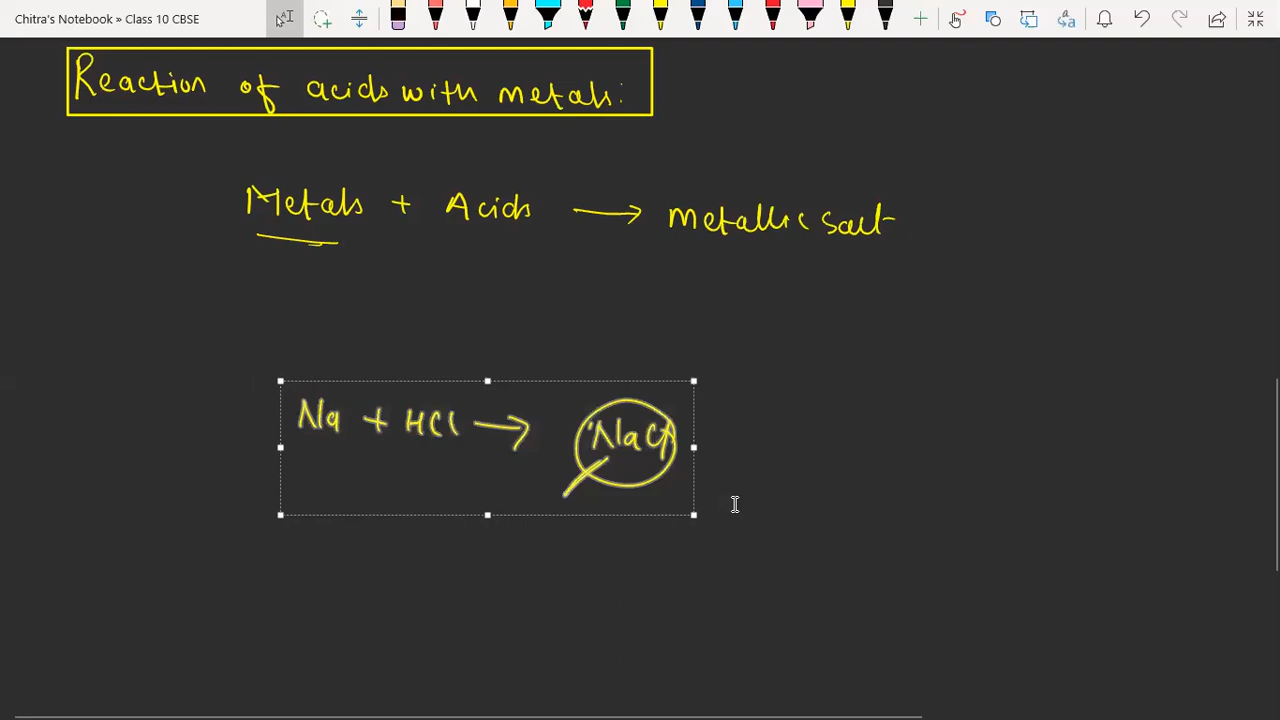 Chitra's Notebook » Class 10 CBSE
Reaction of acids with metals:
Metals + Acids → Metallic salt
Na + HCl → NaCl